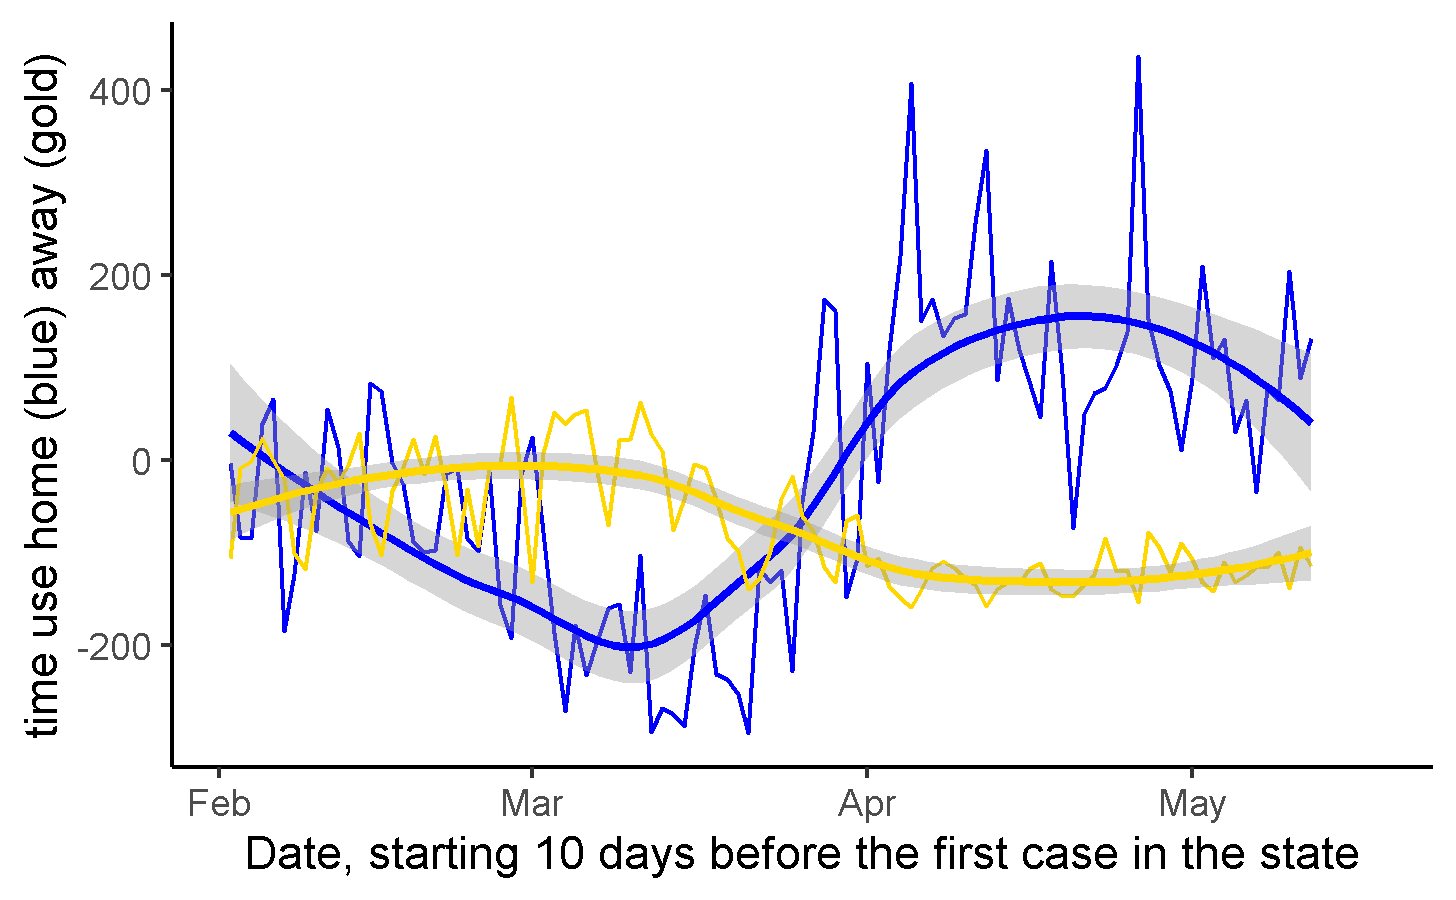 time use home (blue) away (gold)
400
200
0
-200
Feb
Mar
Apr
May
Date, starting 10 days before the first case in the state